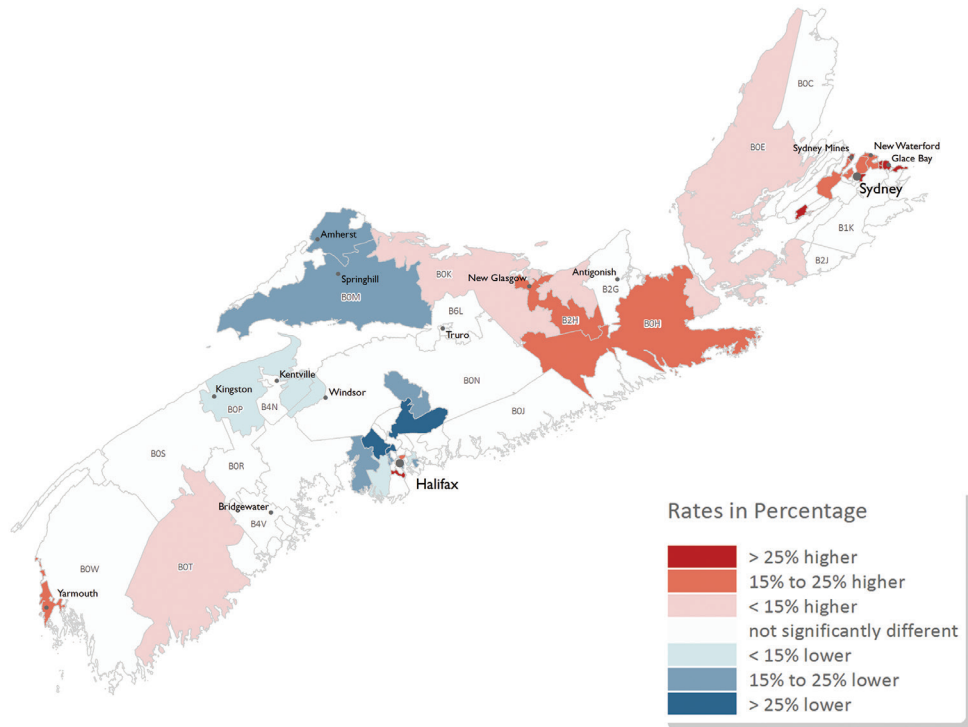 B0C
Sydney Mines
New Waterford
Glace Bay
B0E
Sydney
B1K
B2J
Amherst
Springhill
B0M
B0K
New Glasgow
Antigonish
B2G
B2H
B0H
B6L
Truro
Kentville
Kingston
Windsor
B0P
B4N
B0N
B0J
B0S
B0R
Halifax
Bridgewater
B4V
B0W
B0T
Yarmouth
Rates in Percentage
> 25% higher
15% to 25% higher
< 15% higher
not significantly different
< 15% lower
15% to 25% lower
> 25% lower